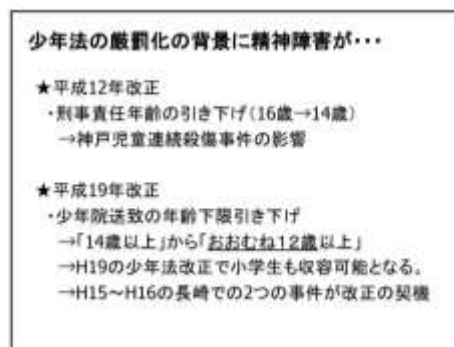 少年法の厳罰化の背景に精神障害が・・・
★平成12年改正
・刑事責任年齢の引き下げ(16歳→14歳)
→神戸児童連続殺傷事件の影響
★平成19年改正
・少年院送致の年齢下限引き下げ
→「14歳以上」から「おおむね12歳以上」
→H19の少年法改正で小学生も収容可能となる。
→H15～H16の長崎での2つの事件が改正の契機